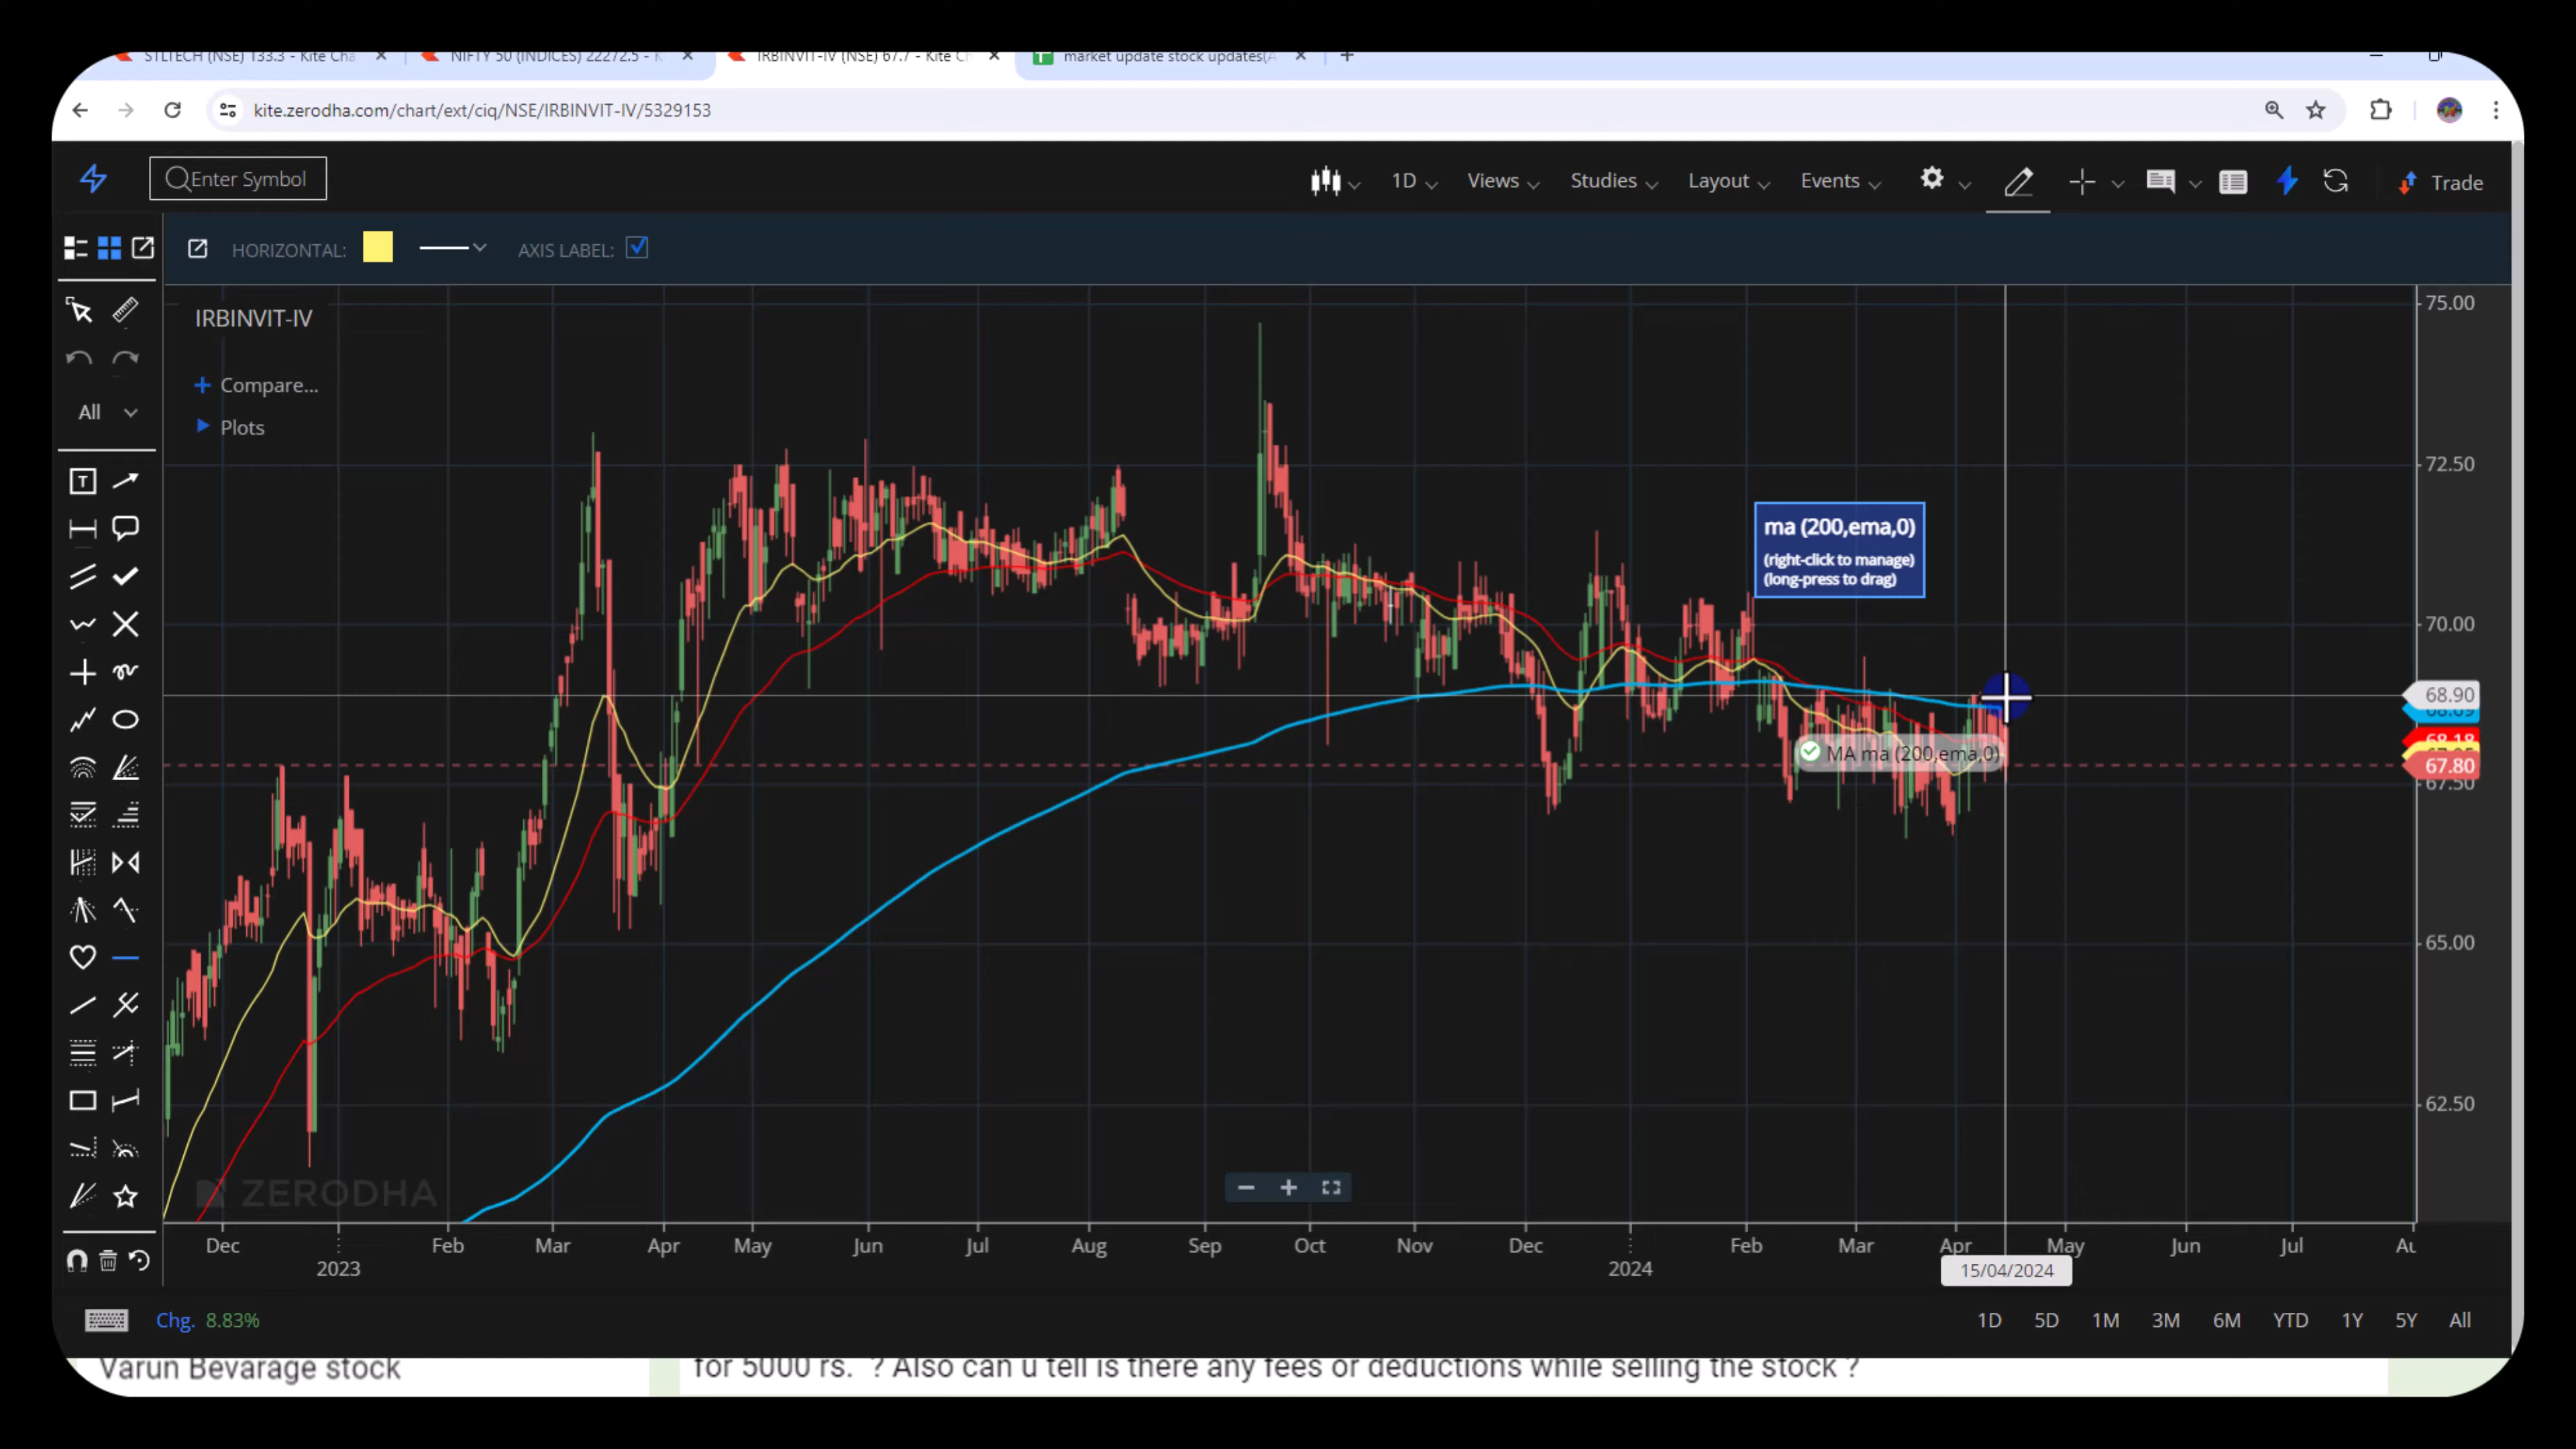 STLTECH (NSE) 133.3 - Kite Cha
NIFTY 50 (INDICES) 22272.5 - K
IRBINVIT-IV (NSE) 67.7 - Kite Ch
market update stock updates(A
kite.zerodha.com/chart/ext/ciq/NSE/IRBINVIT-IV/5329153
Enter Symbol
1D
Views
Studies
Layout
Events
Trade
HORIZONTAL:
AXIS LABEL:
IRBINVIT-IV
Compare...
Plots
All
T
75.00
72.50
70.00
68.90
68.69
68.18
67.80
67.50
65.00
62.50
ma (200,ema,0)
(right-click to manage)
(long-press to drag)
MA ma (200,ema,0)
ZERODHA
Dec
2023
Feb
Mar
Apr
May
Jun
Jul
Aug
Sep
Oct
Nov
Dec
2024
Feb
Mar
Apr
May
Jun
Jul
15/04/2024
Chg. 8.83%
1D 5D 1M 3M 6M YTD 1Y 5Y All
Varun Bevarage stock
for 5000 rs. ? Also can u tell is there any fees or deductions while selling the stock ?